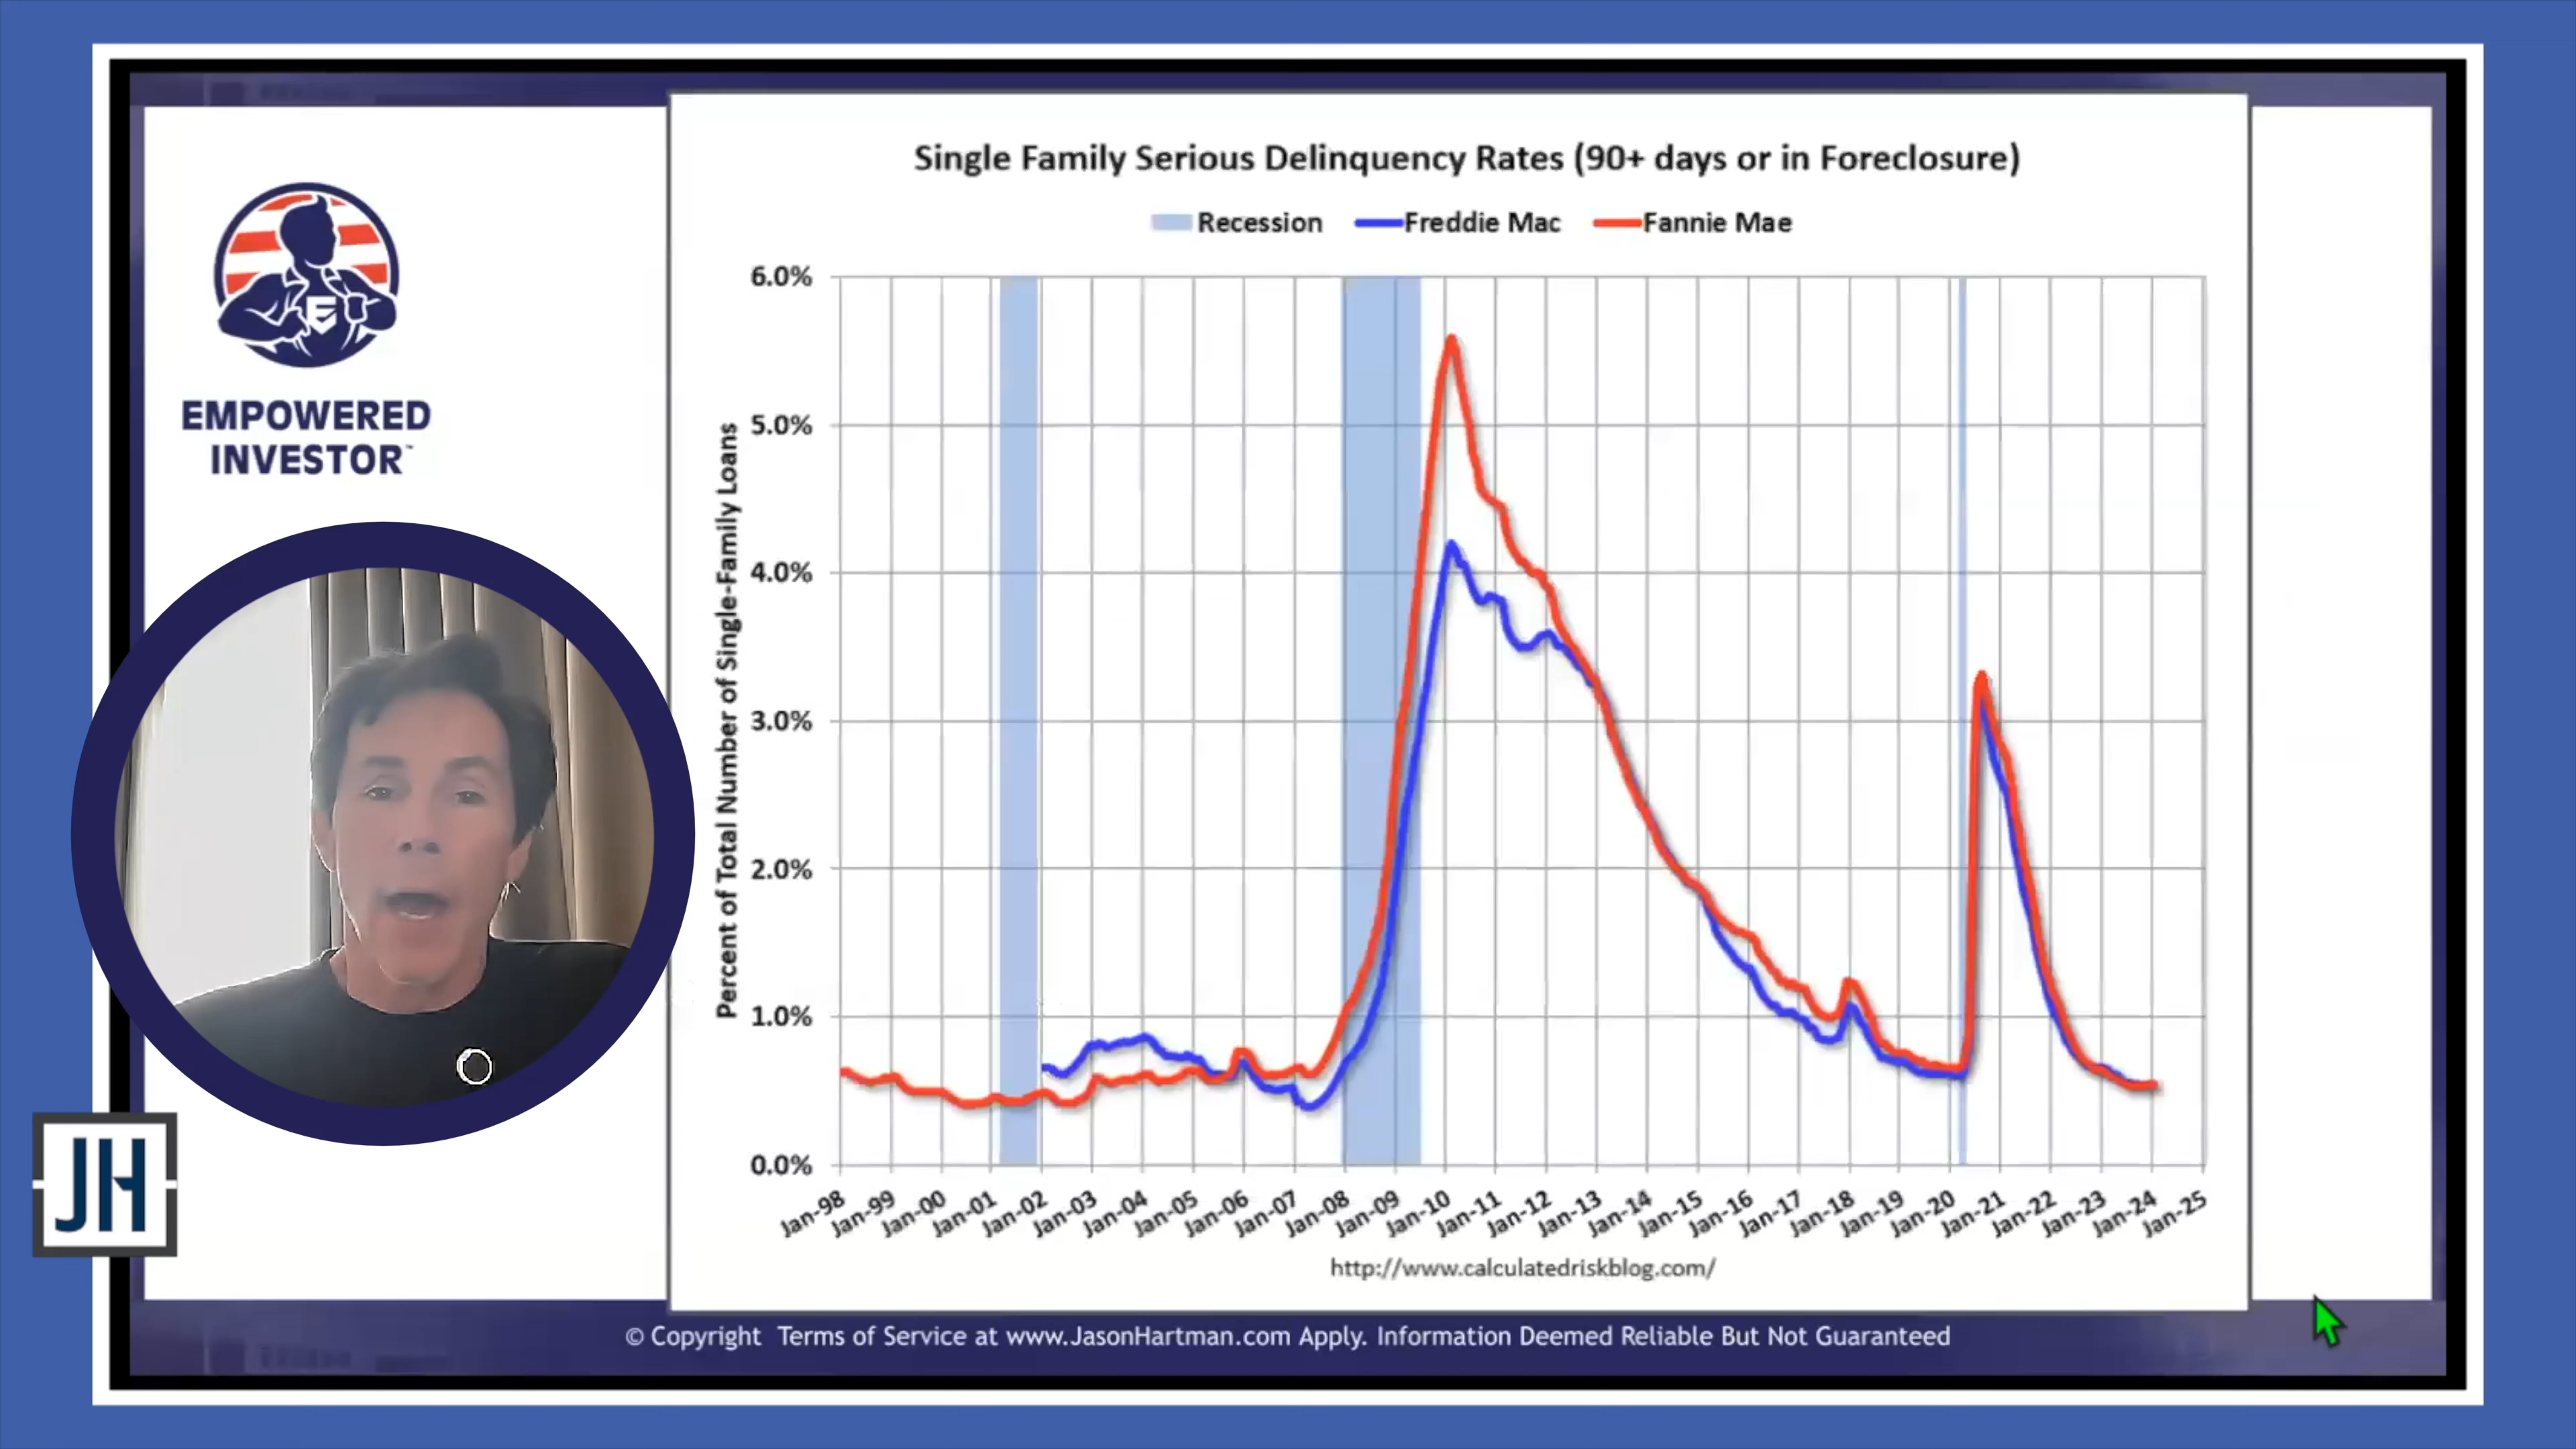 Single Family Serious Delinquency Rates (90+ days or in Foreclosure)
Recession Freddie Mac Fannie Mae
EMPOWERED
INVESTOR™
Percent of Total Number of Single-Family Loans
6.0%
5.0%
4.0%
3.0%
2.0%
1.0%
0.0%
Jan-98 Jan-99 Jan-00 Jan-01 Jan-02 Jan-03 Jan-04 Jan-05 Jan-06 Jan-07 Jan-08 Jan-09 Jan-10 Jan-11 Jan-12 Jan-13 Jan-14 Jan-15 Jan-16 Jan-17 Jan-18 Jan-19 Jan-20 Jan-21 Jan-22 Jan-23 Jan-24 Jan-25
http://www.calculatedriskblog.com/
JH
© Copyright Terms of Service at www.JasonHartman.com Apply. Information Deemed Reliable But Not Guaranteed